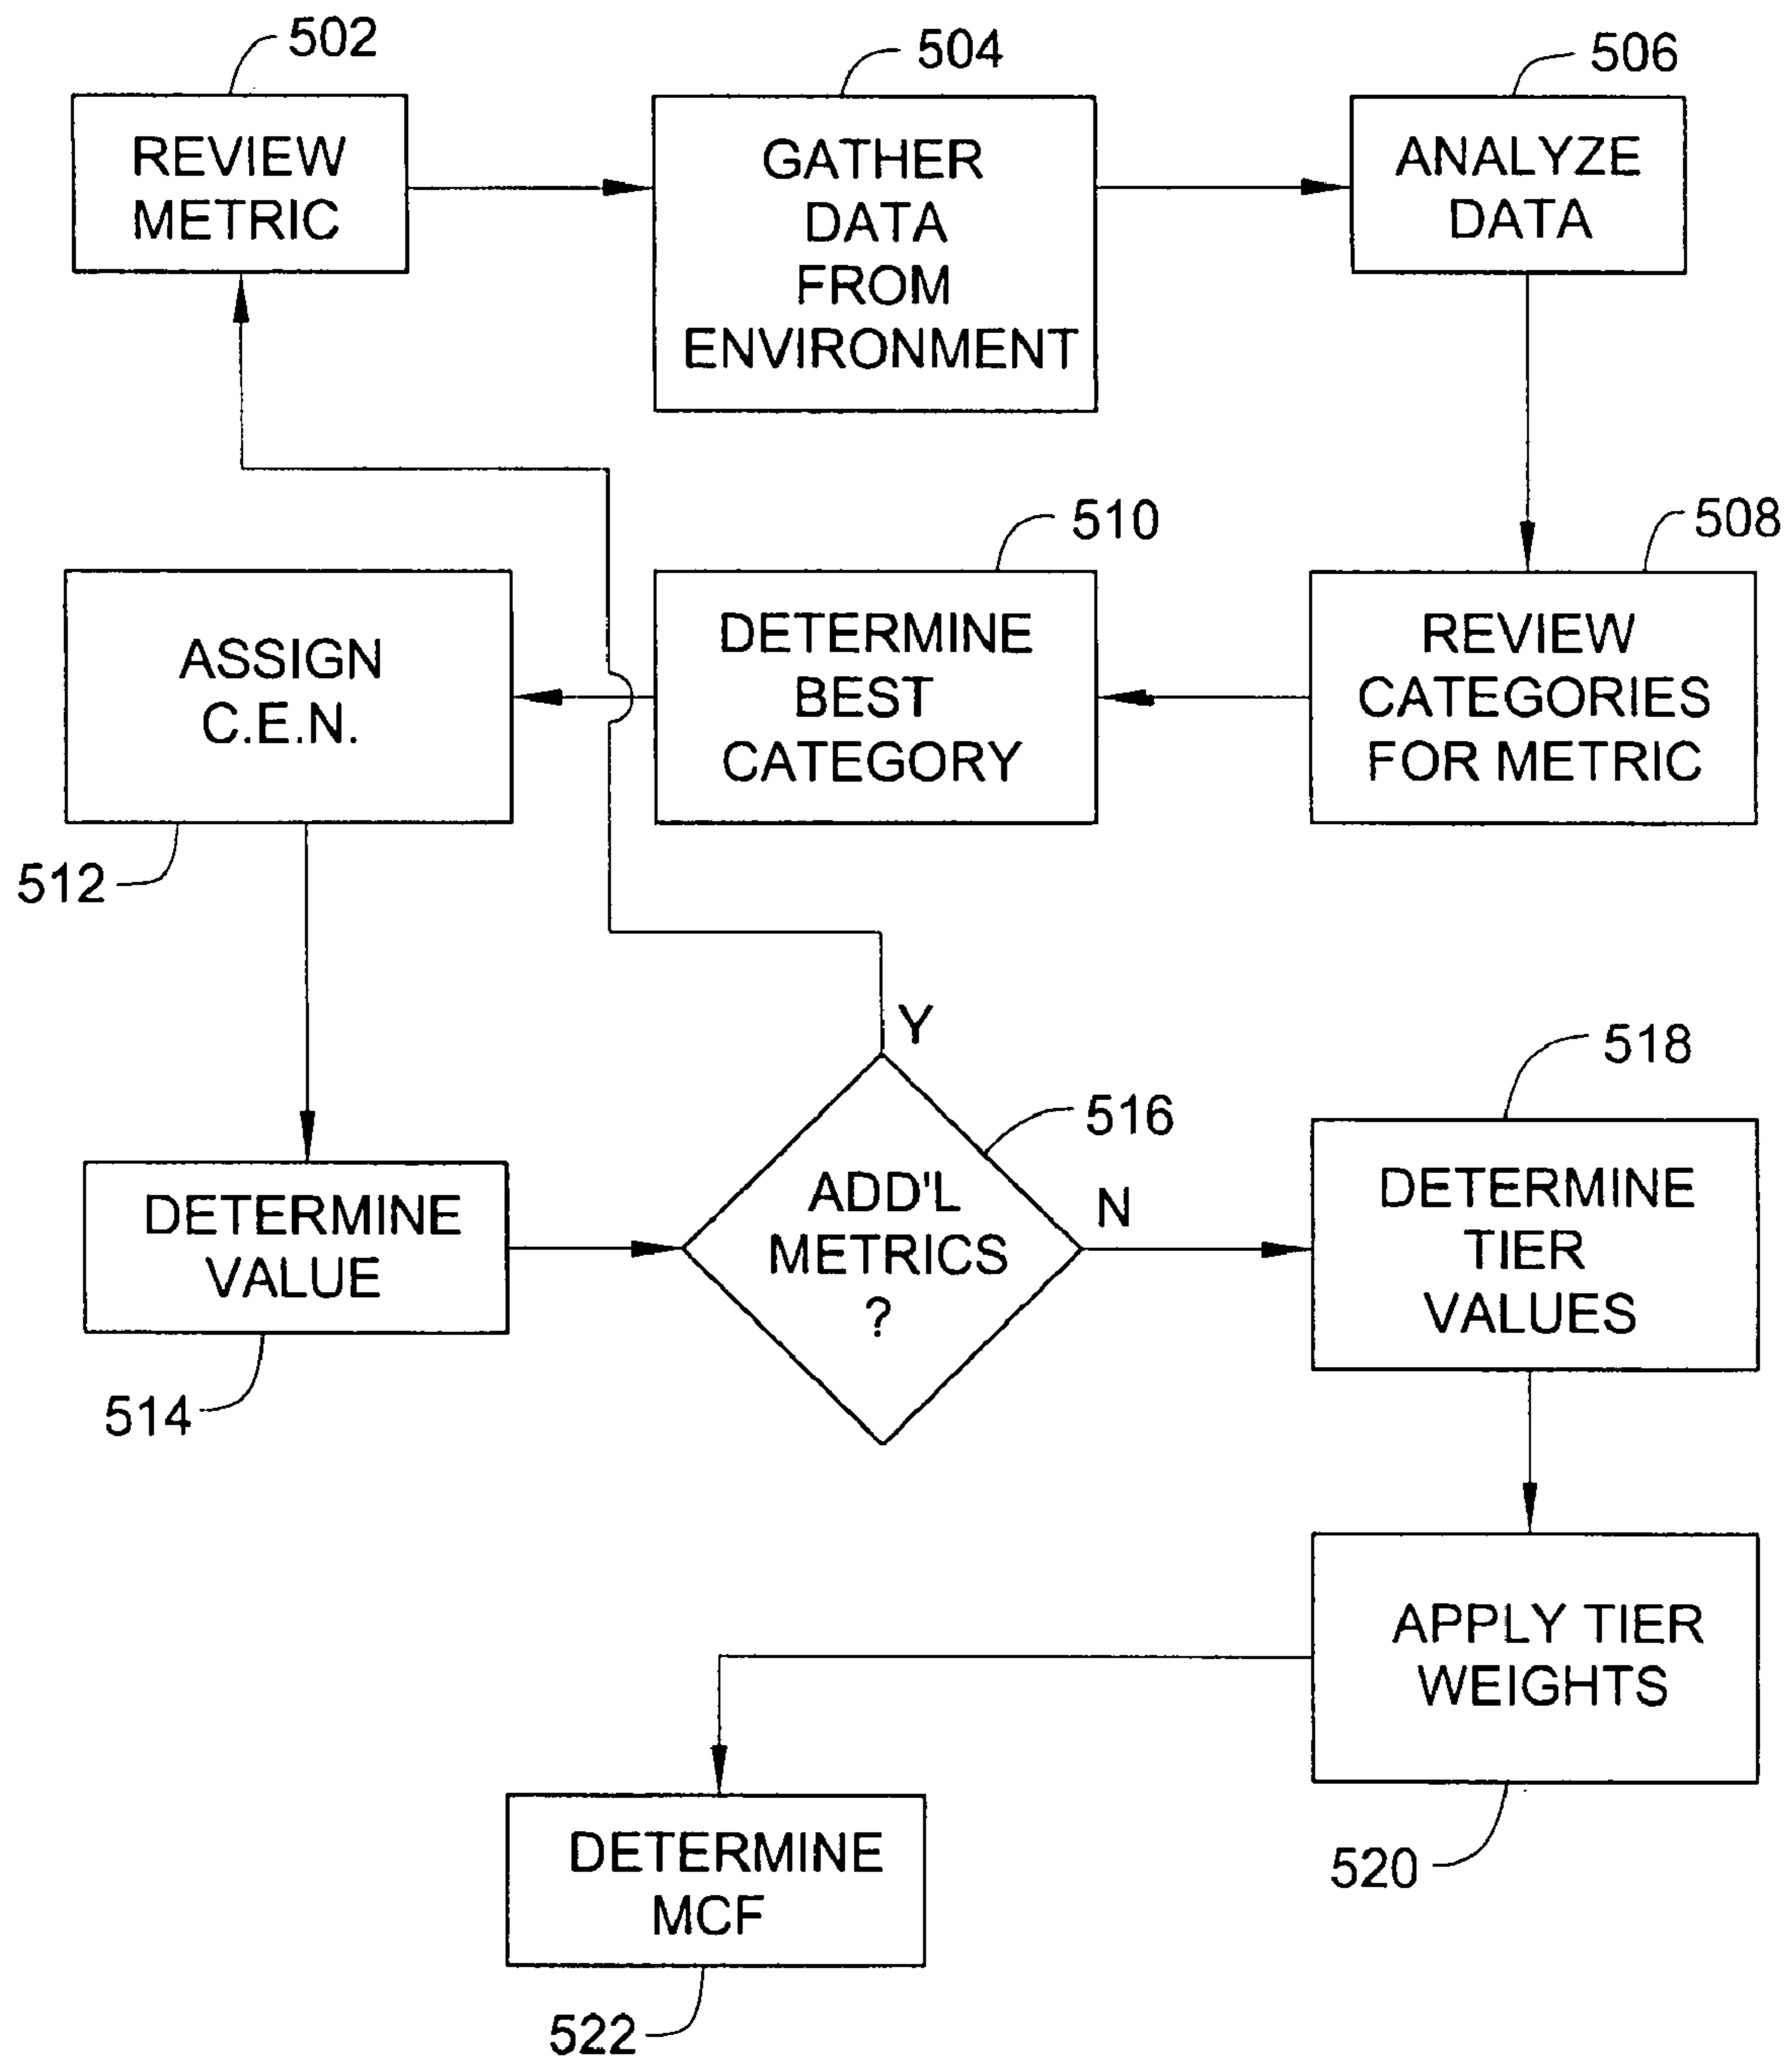 502
REVIEW
METRIC
504
GATHER
DATA
FROM
ENVIRONMENT
506
ANALYZE
DATA
508
REVIEW
CATEGORIES
FOR METRIC
510
DETERMINE
BEST
CATEGORY
ASSIGN
C.E.N.
512
DETERMINE
VALUE
514
Y
516
ADD'L
METRICS
?
N
518
DETERMINE
TIER
VALUES
APPLY TIER
WEIGHTS
520
DETERMINE
MCF
522